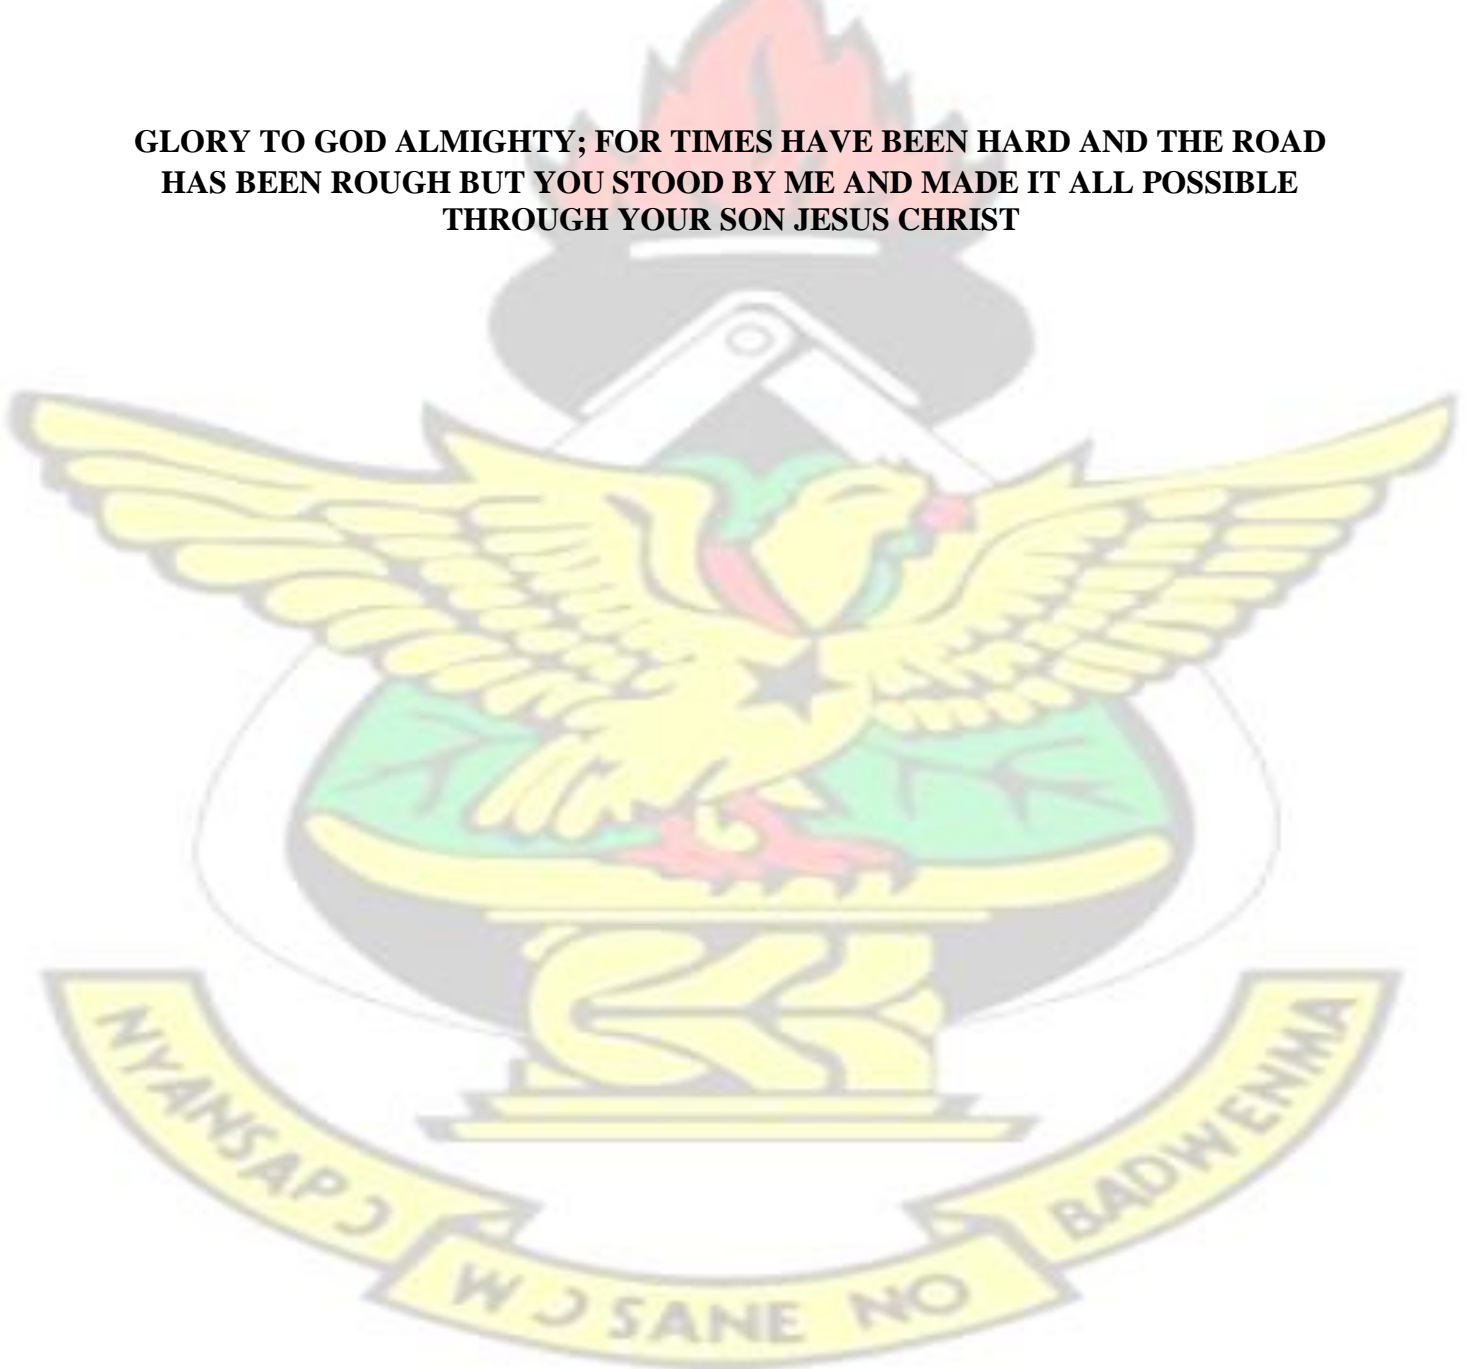 GLORY TO GOD ALMIGHTY; FOR TIMES HAVE BEEN HARD AND THE ROAD
HAS BEEN ROUGH BUT YOU STOOD BY ME AND MADE IT ALL POSSIBLE
THROUGH YOUR SON JESUS CHRIST
NYANSAPƆ
WƆSANE NO
BADWENMA